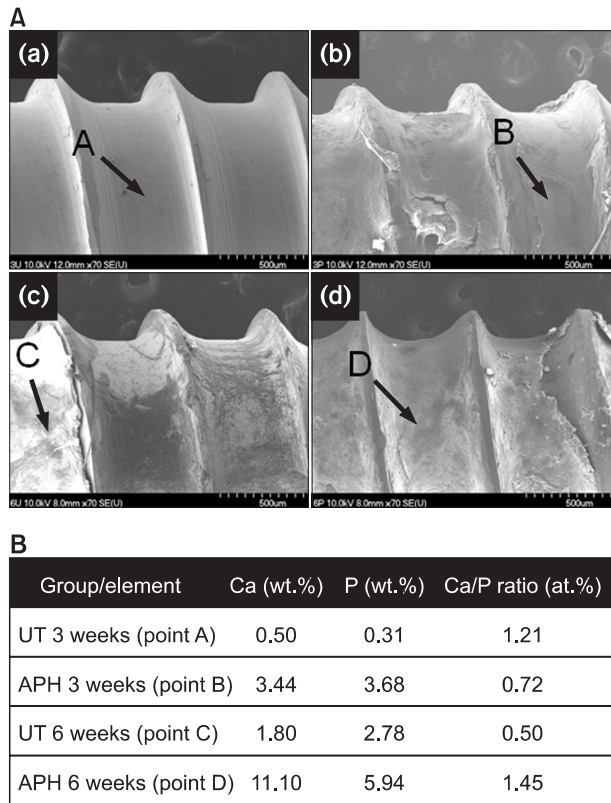 A
(a)
(b)
A
B
3U 10.0kV 12.0mm x70 SE(U) 500um
3P 10.0kV 12.0mm x70 SE(U) 500um
(c)
(d)
C
D
6U 10.0kV 8.0mm x70 SE(U) 500um
6P 10.0kV 8.0mm x70 SE(U) 500um
B
Group/element Ca (wt.%) P (wt.%) Ca/P ratio (at.%)
UT 3 weeks (point A) 0.50 0.31 1.21
APH 3 weeks (point B) 3.44 3.68 0.72
UT 6 weeks (point C) 1.80 2.78 0.50
APH 6 weeks (point D) 11.10 5.94 1.45